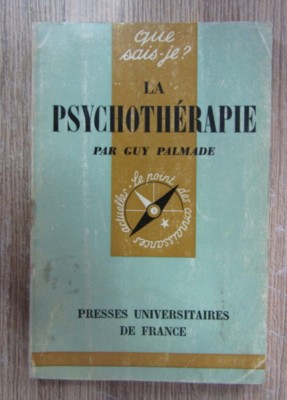 que
sais-je?
LA
PSYCHOTHÉRAPIE
PAR GUY PALMADE
Le point des connaissances actuelles
PRESSES UNIVERSITAIRES
DE FRANCE